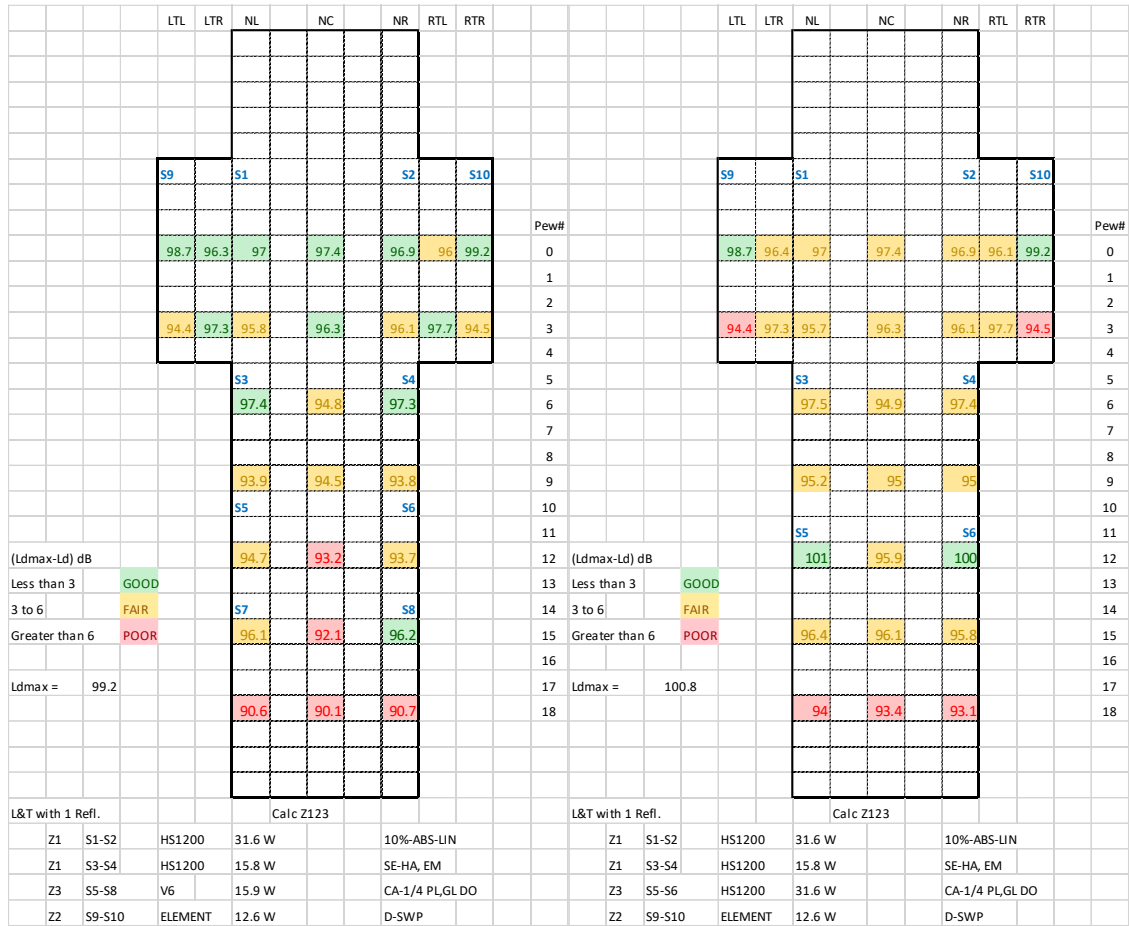 LTL LTR NL NC NR RTL RTR LTL LTR NL NC NR RTL RTR
S9 S1 S2 S10 S9 S1 S2 S10
Pew# Pew#
98.7 96.3 97 97.4 96.9 96 99.2 0 98.7 96.4 97 97.4 96.9 96.1 99.2 0
1 1
2 2
94.4 97.3 95.8 96.3 96.1 97.7 94.5 3 94.4 97.3 95.7 96.3 96.1 97.7 94.5 3
4 4
S3 S4 5 S3 S4 5
97.4 94.8 97.3 6 97.5 94.9 97.4 6
7 7
8 8
93.9 94.5 93.8 9 95.2 95 95 9
S5 S6 10 10
11 S5 S6 11
(Ldmax-Ld) dB 94.7 93.2 93.7 12 (Ldmax-Ld) dB 101 95.9 100 12
Less than 3 GOOD 13 Less than 3 GOOD 13
3 to 6 FAIR S7 S8 14 3 to 6 FAIR 14
Greater than 6 POOR 96.1 92.1 96.2 15 Greater than 6 POOR 96.4 96.1 95.8 15
16 16
Ldmax = 99.2 17 Ldmax = 100.8 17
90.6 90.1 90.7 18 94 93.4 93.1 18
L&T with 1 Refl. Calc Z123 L&T with 1 Refl. Calc Z123
Z1 S1-S2 HS1200 31.6 W 10%-ABS-LIN Z1 S1-S2 HS1200 31.6 W 10%-ABS-LIN
Z1 S3-S4 HS1200 15.8 W SE-HA, EM Z1 S3-S4 HS1200 15.8 W SE-HA, EM
Z3 S5-S8 V6 15.9 W CA-1/4 PL,GL DO Z3 S5-S6 HS1200 31.6 W CA-1/4 PL,GL DO
Z2 S9-S10 ELEMENT 12.6 W D-SWP Z2 S9-S10 ELEMENT 12.6 W D-SWP